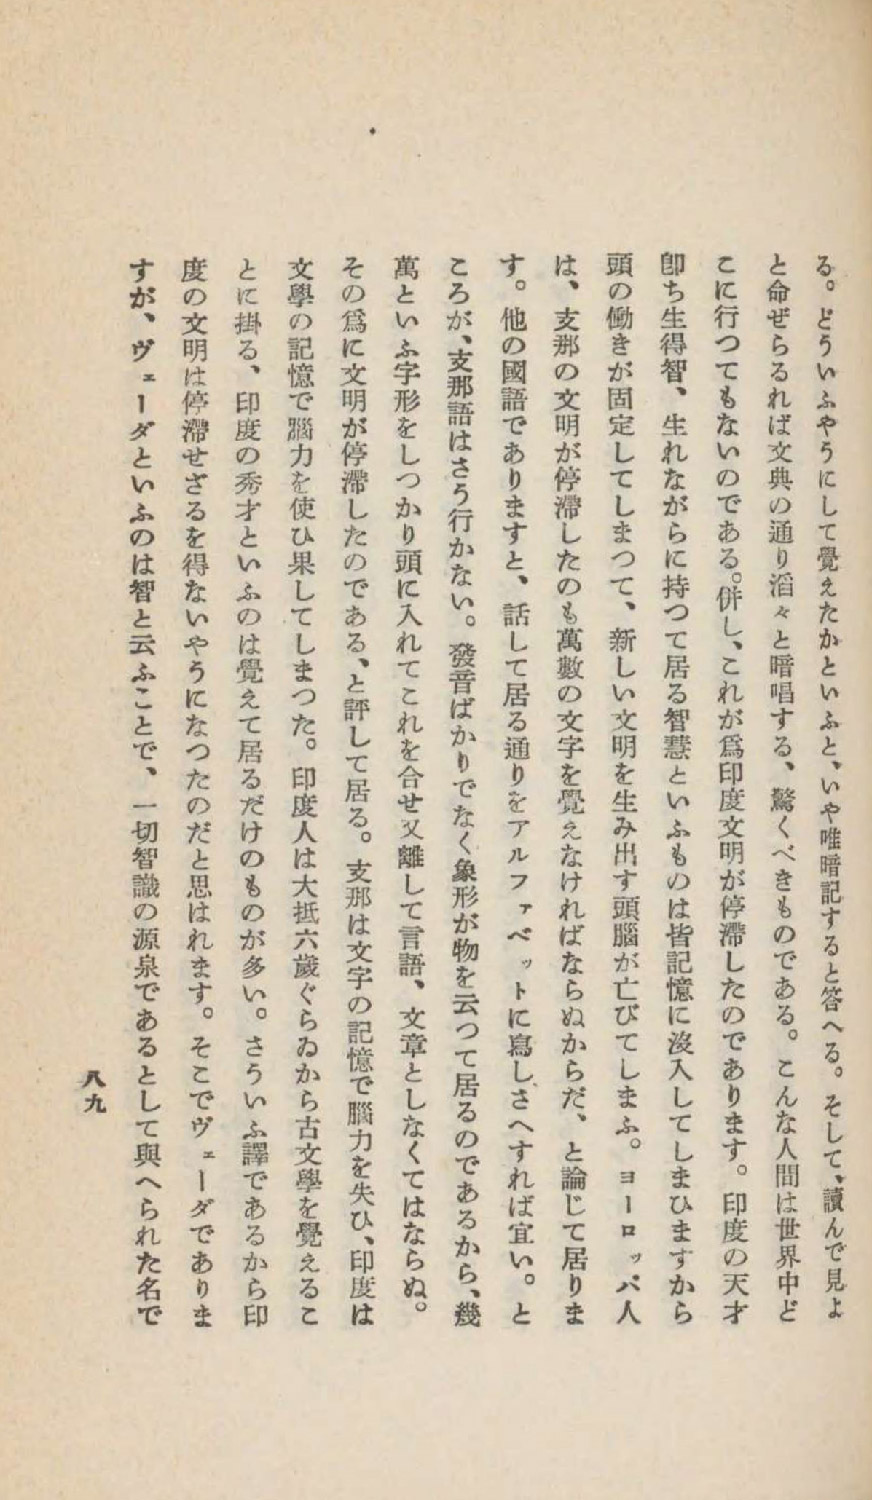 る。どういふやうにして覺えたかといふと、いや唯暗記すると答へる。そして、讀んで見よ
と命ぜらるれば文典の通り滔々と暗唱する、驚くべきものである。こんな人間は世界中ど
こに行つてもないのである。併し、これが爲印度文明が停滯したのであります。印度の天才
卽ち生得智、生れながらに持つて居る智慧といふものは皆記憶に沒入してしまひますから
頭の働きが固定してしまつて、新しい文明を生み出す頭腦が亡びてしまふ。ヨーロッパ人
は、支那の文明が停滯したのも萬數の文字を覺えなければならぬからだ、と論じて居りま
す。他の國語でありますと、話して居る通りをアルファベットに寫しさへすれば宜い。と
ころが、支那語はさう行かない。發音ばかりでなく象形が物を云つて居るのであるから、幾
萬といふ字形をしつかり頭に入れてこれを合せ又離して言語、文章としなくてはならぬ。
その爲に文明が停滯したのである、と評して居る。支那は文字の記憶で腦力を失ひ、印度は
文學の記憶で腦力を使ひ果してしまつた。印度人は大抵六歲ぐらゐから古文學を覺えるこ
とに掛る、印度の秀才といふのは覺えて居るだけのものが多い。さういふ譯であるから印
度の文明は停滯せざるを得ないやうになつたのだと思はれます。そこでヴェーダでありま
すが、ヴェーダといふのは智と云ふことで、一切智識の源泉であるとして與へられた名で
八九